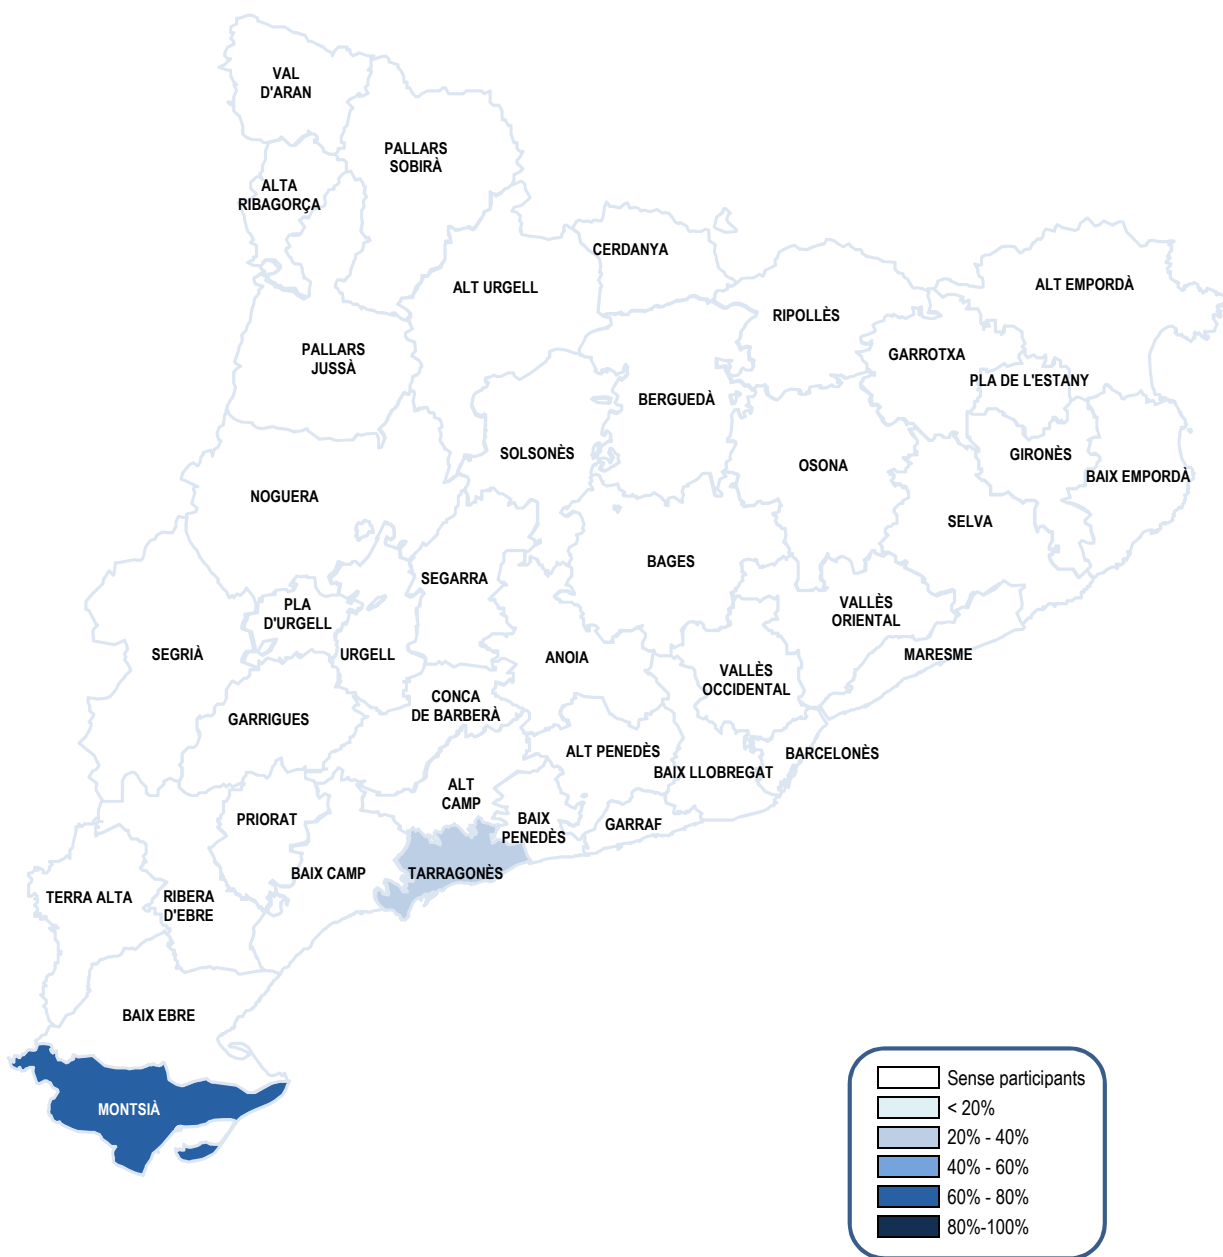 VAL
D'ARAN
PALLARS
SOBIRÀ
ALTA
RIBAGORÇA
CERDANYA
ALT URGELL
ALT EMPORDÀ
RIPOLLÈS
PALLARS
JUSSÀ
GARROTXA
PLA DE L'ESTANY
BERGUEDÀ
SOLSONÈS
GIRONÈS
OSONA
BAIX EMPORDÀ
NOGUERA
SELVA
BAGES
SEGARRA
PLA
D'URGELL
VALLÈS
ORIENTAL
SEGRIÀ
URGELL
ANOIA
MARESME
VALLÈS
OCCIDENTAL
CONCA
DE BARBERÀ
GARRIGUES
ALT PENEDÈS
BARCELONÈS
BAIX LLOBREGAT
ALT
CAMP
PRIORAT
BAIX
PENEDÈS
GARRAF
BAIX CAMP
TARRAGONÈS
TERRA ALTA
RIBERA
D'EBRE
BAIX EBRE
MONTSIÀ
Sense participants
< 20%
20% - 40%
40% - 60%
60% - 80%
80%-100%